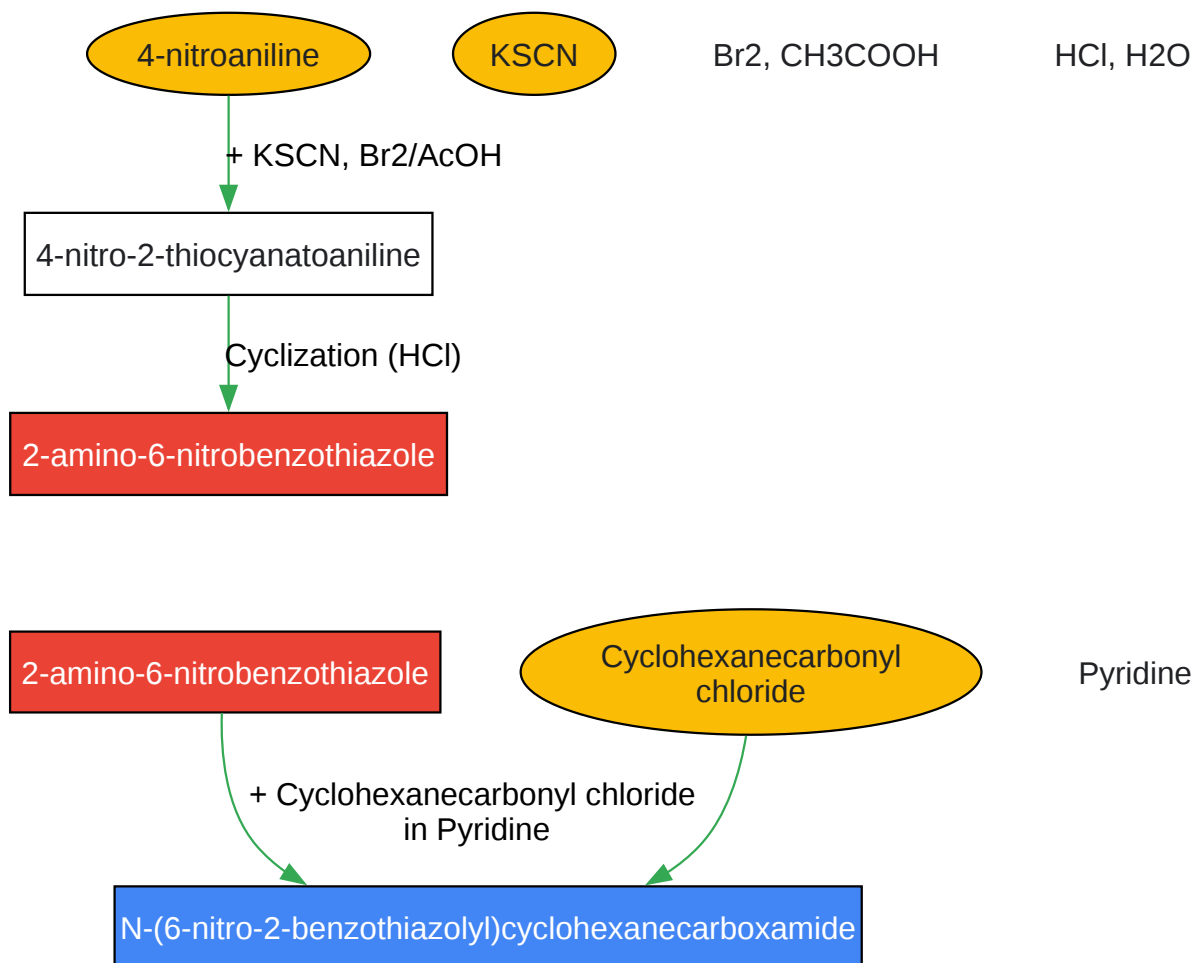 4-nitroaniline
KSCN
Br2, CH3COOH
HCl, H2O
+ KSCN, Br2/AcOH
4-nitro-2-thiocyanatoaniline
Cyclization (HCl)
2-amino-6-nitrobenzothiazole
2-amino-6-nitrobenzothiazole
Cyclohexanecarbonyl
chloride
Pyridine
+ Cyclohexanecarbonyl chloride
in Pyridine
N-(6-nitro-2-benzothiazolyl)cyclohexanecarboxamide